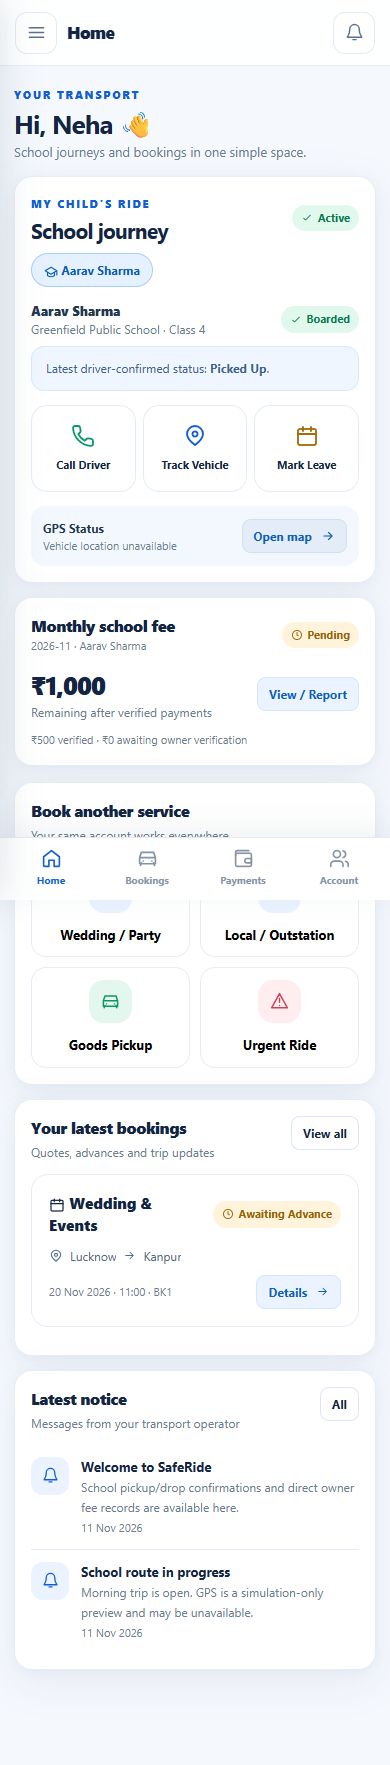 Home
YOUR TRANSPORT
Hi, Neha 👋
School journeys and bookings in one simple space.
MY CHILD'S RIDE
School journey
Active
Aarav Sharma
Aarav Sharma
Greenfield Public School · Class 4
Boarded
Latest driver-confirmed status: Picked Up.
Call Driver
Track Vehicle
Mark Leave
GPS Status
Vehicle location unavailable
Open map →
Monthly school fee
2026-11 · Aarav Sharma
Pending
₹1,000
Remaining after verified payments
View / Report
₹500 verified · ₹0 awaiting owner verification
Book another service
Your same account works everywhere
Home
Bookings
Payments
Account
Wedding / Party
Local / Outstation
Goods Pickup
Urgent Ride
Your latest bookings
Quotes, advances and trip updates
View all
Wedding &
Events
Awaiting Advance
Lucknow → Kanpur
20 Nov 2026 · 11:00 · BK1
Details →
Latest notice
Messages from your transport operator
All
Welcome to SafeRide
School pickup/drop confirmations and direct owner
fee records are available here.
11 Nov 2026
School route in progress
Morning trip is open. GPS is a simulation-only
preview and may be unavailable.
11 Nov 2026